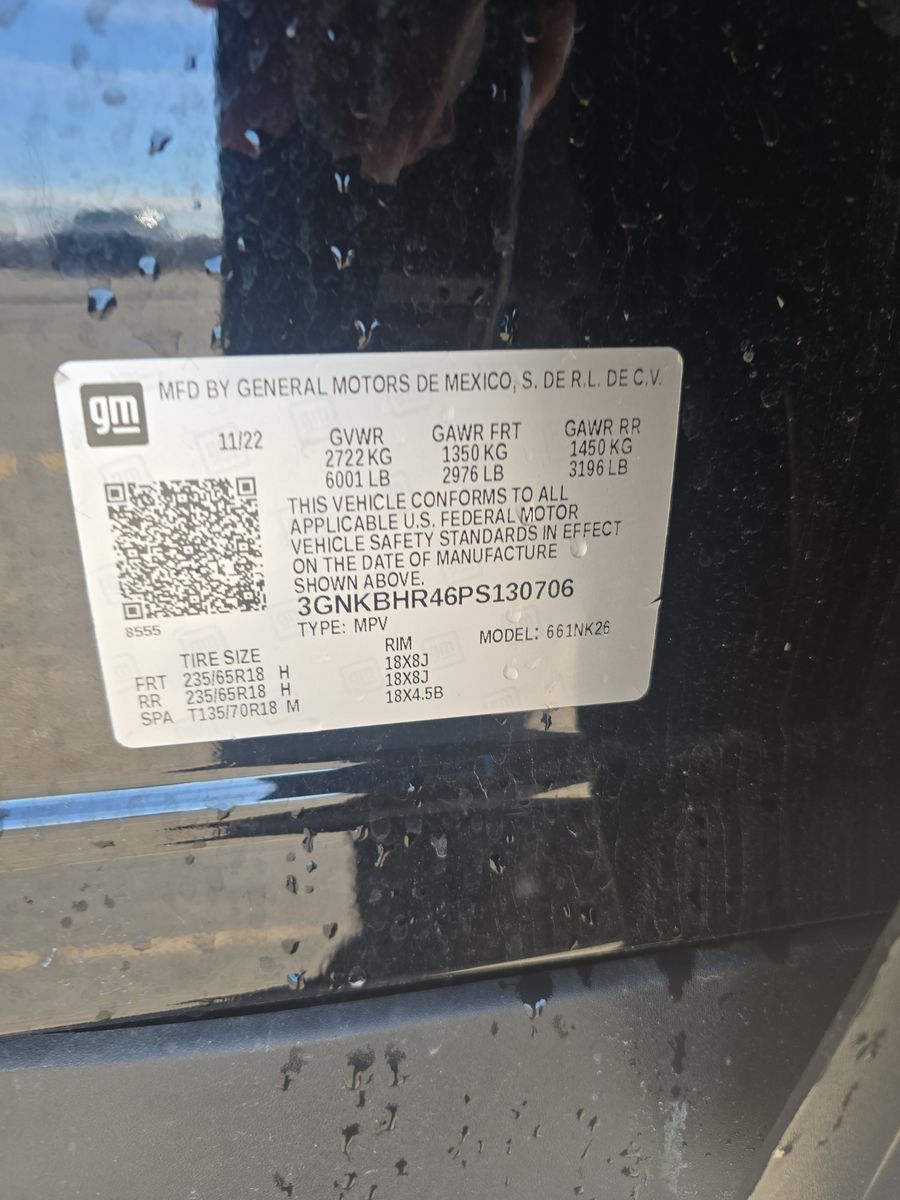 gm
MFD BY GENERAL MOTORS DE MEXICO, S. DE R.L. DE C.V.
11/22 GVWR GAWR FRT GAWR RR
2722 KG 1350 KG 1450 KG
6001 LB 2976 LB 3196 LB
THIS VEHICLE CONFORMS TO ALL
APPLICABLE U.S. FEDERAL MOTOR
VEHICLE SAFETY STANDARDS IN EFFECT
ON THE DATE OF MANUFACTURE
SHOWN ABOVE.
3GNKBHR46PS130706
8555
TYPE: MPV MODEL: 661NK26
TIRE SIZE RIM
FRT 235/65R18 H 18X8J
RR 235/65R18 H 18X8J
SPA T135/70R18 M 18X4.5B